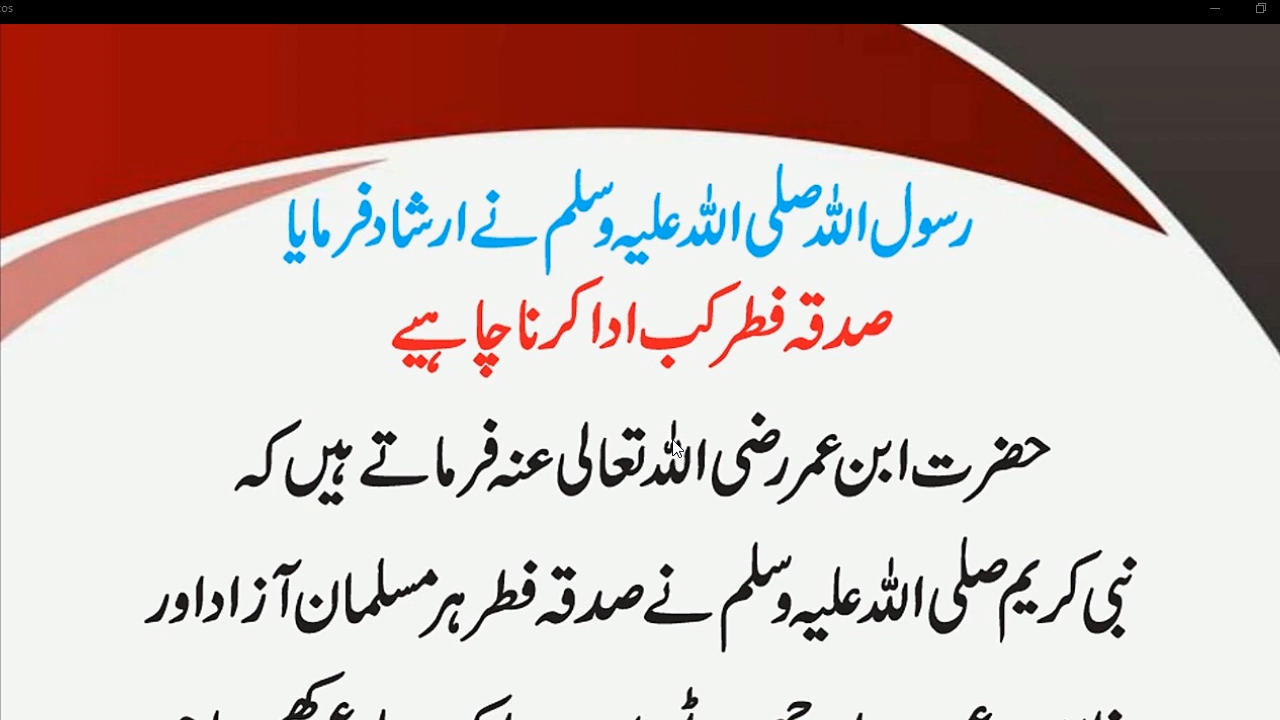 رسول اللہ صلی اللہ علیہ وسلم نے ارشاد فرمایا
صدقہ فطر کب ادا کرنا چاہیے
حضرت ابن عمر رضی اللہ تعالی عنہ فرماتے ہیں کہ
نبی کریم صلی اللہ علیہ وسلم نے صدقہ فطر ہر مسلمان آزاد اور